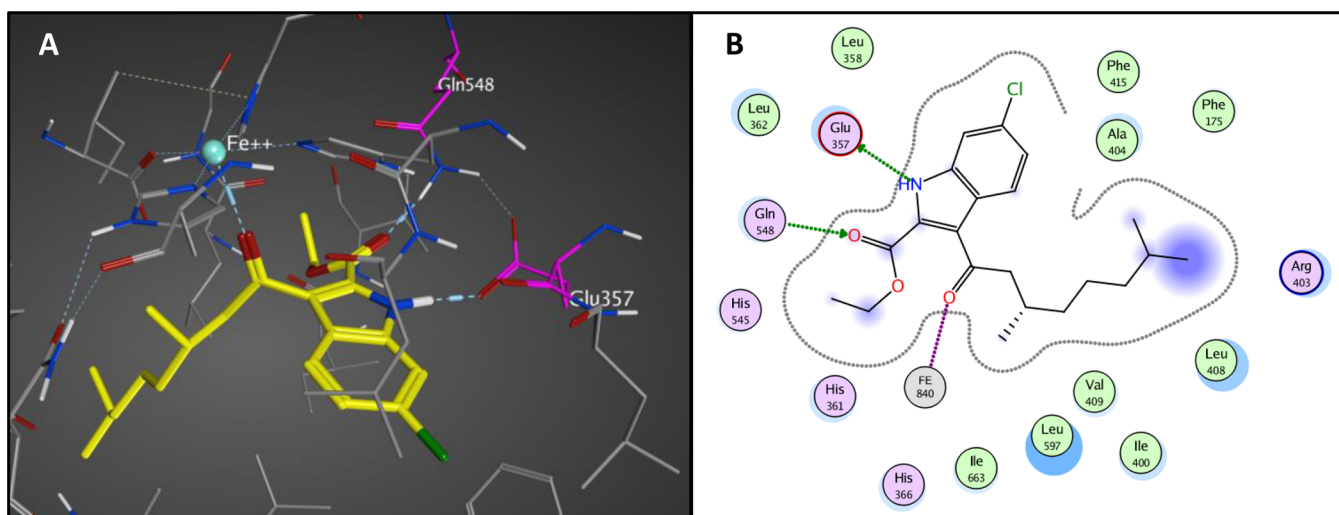 A
Fe++
Gln548
Glu357
B
Leu
358
Phe
415
Phe
175
Leu
362
Glu
357
Ala
404
Cl
HN
Gln
548
O
O
O
Arg
403
His
545
His
361
FE
840
Val
409
Leu
408
Leu
597
Ile
400
Ile
663
His
366